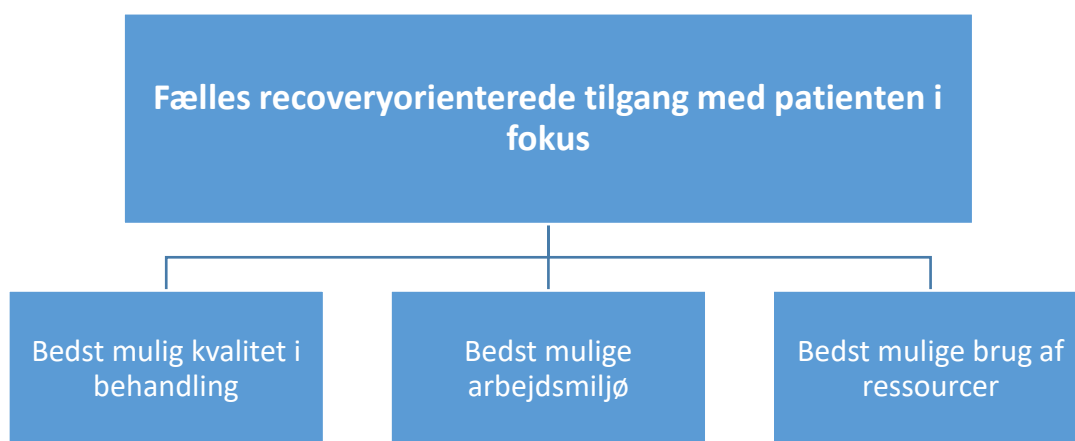 Fælles recoveryorienterede tilgang med patienten i
fokus
Bedst mulig kvalitet i
behandling
Bedst mulige
arbejdsmiljø
Bedst mulige brug af
ressourcer